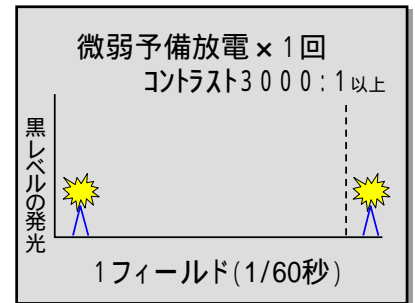 微弱予備放電×1回
コントラスト3000:1以上
黒レベルの発光
1フィールド(1/60秒)